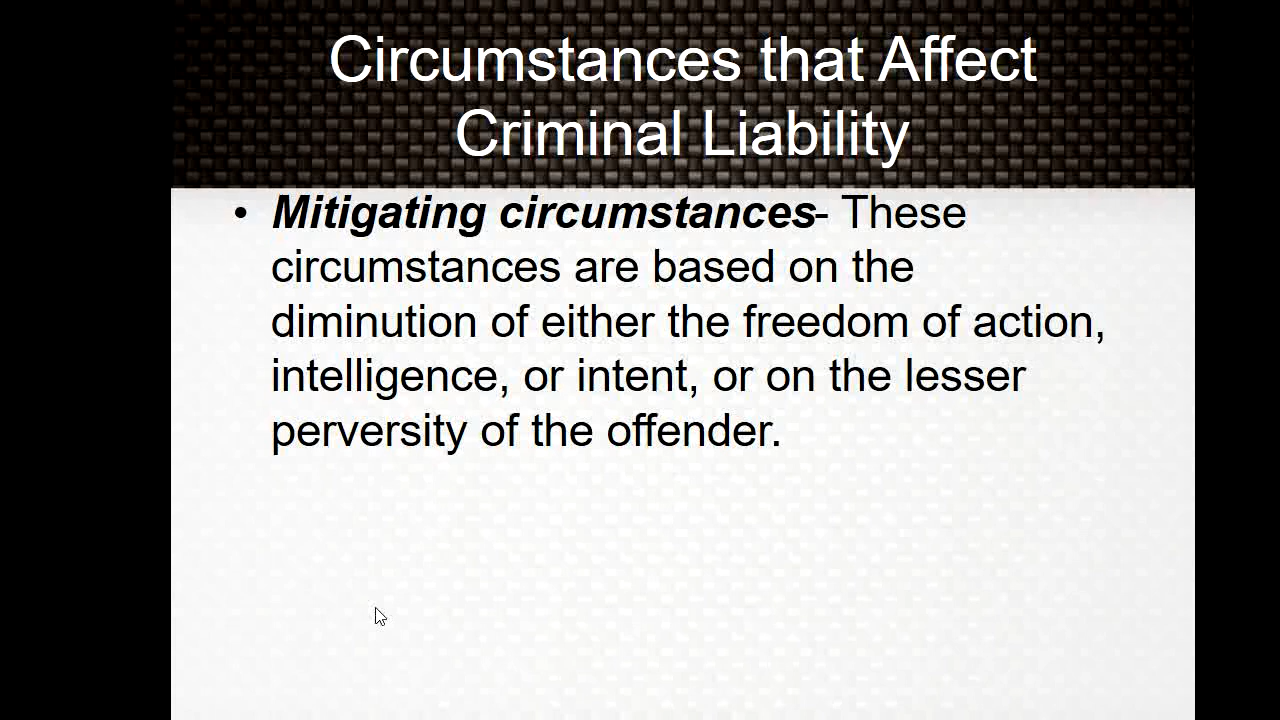 Circumstances that Affect
Criminal Liability
• Mitigating circumstances- These
circumstances are based on the
diminution of either the freedom of action,
intelligence, or intent, or on the lesser
perversity of the offender.